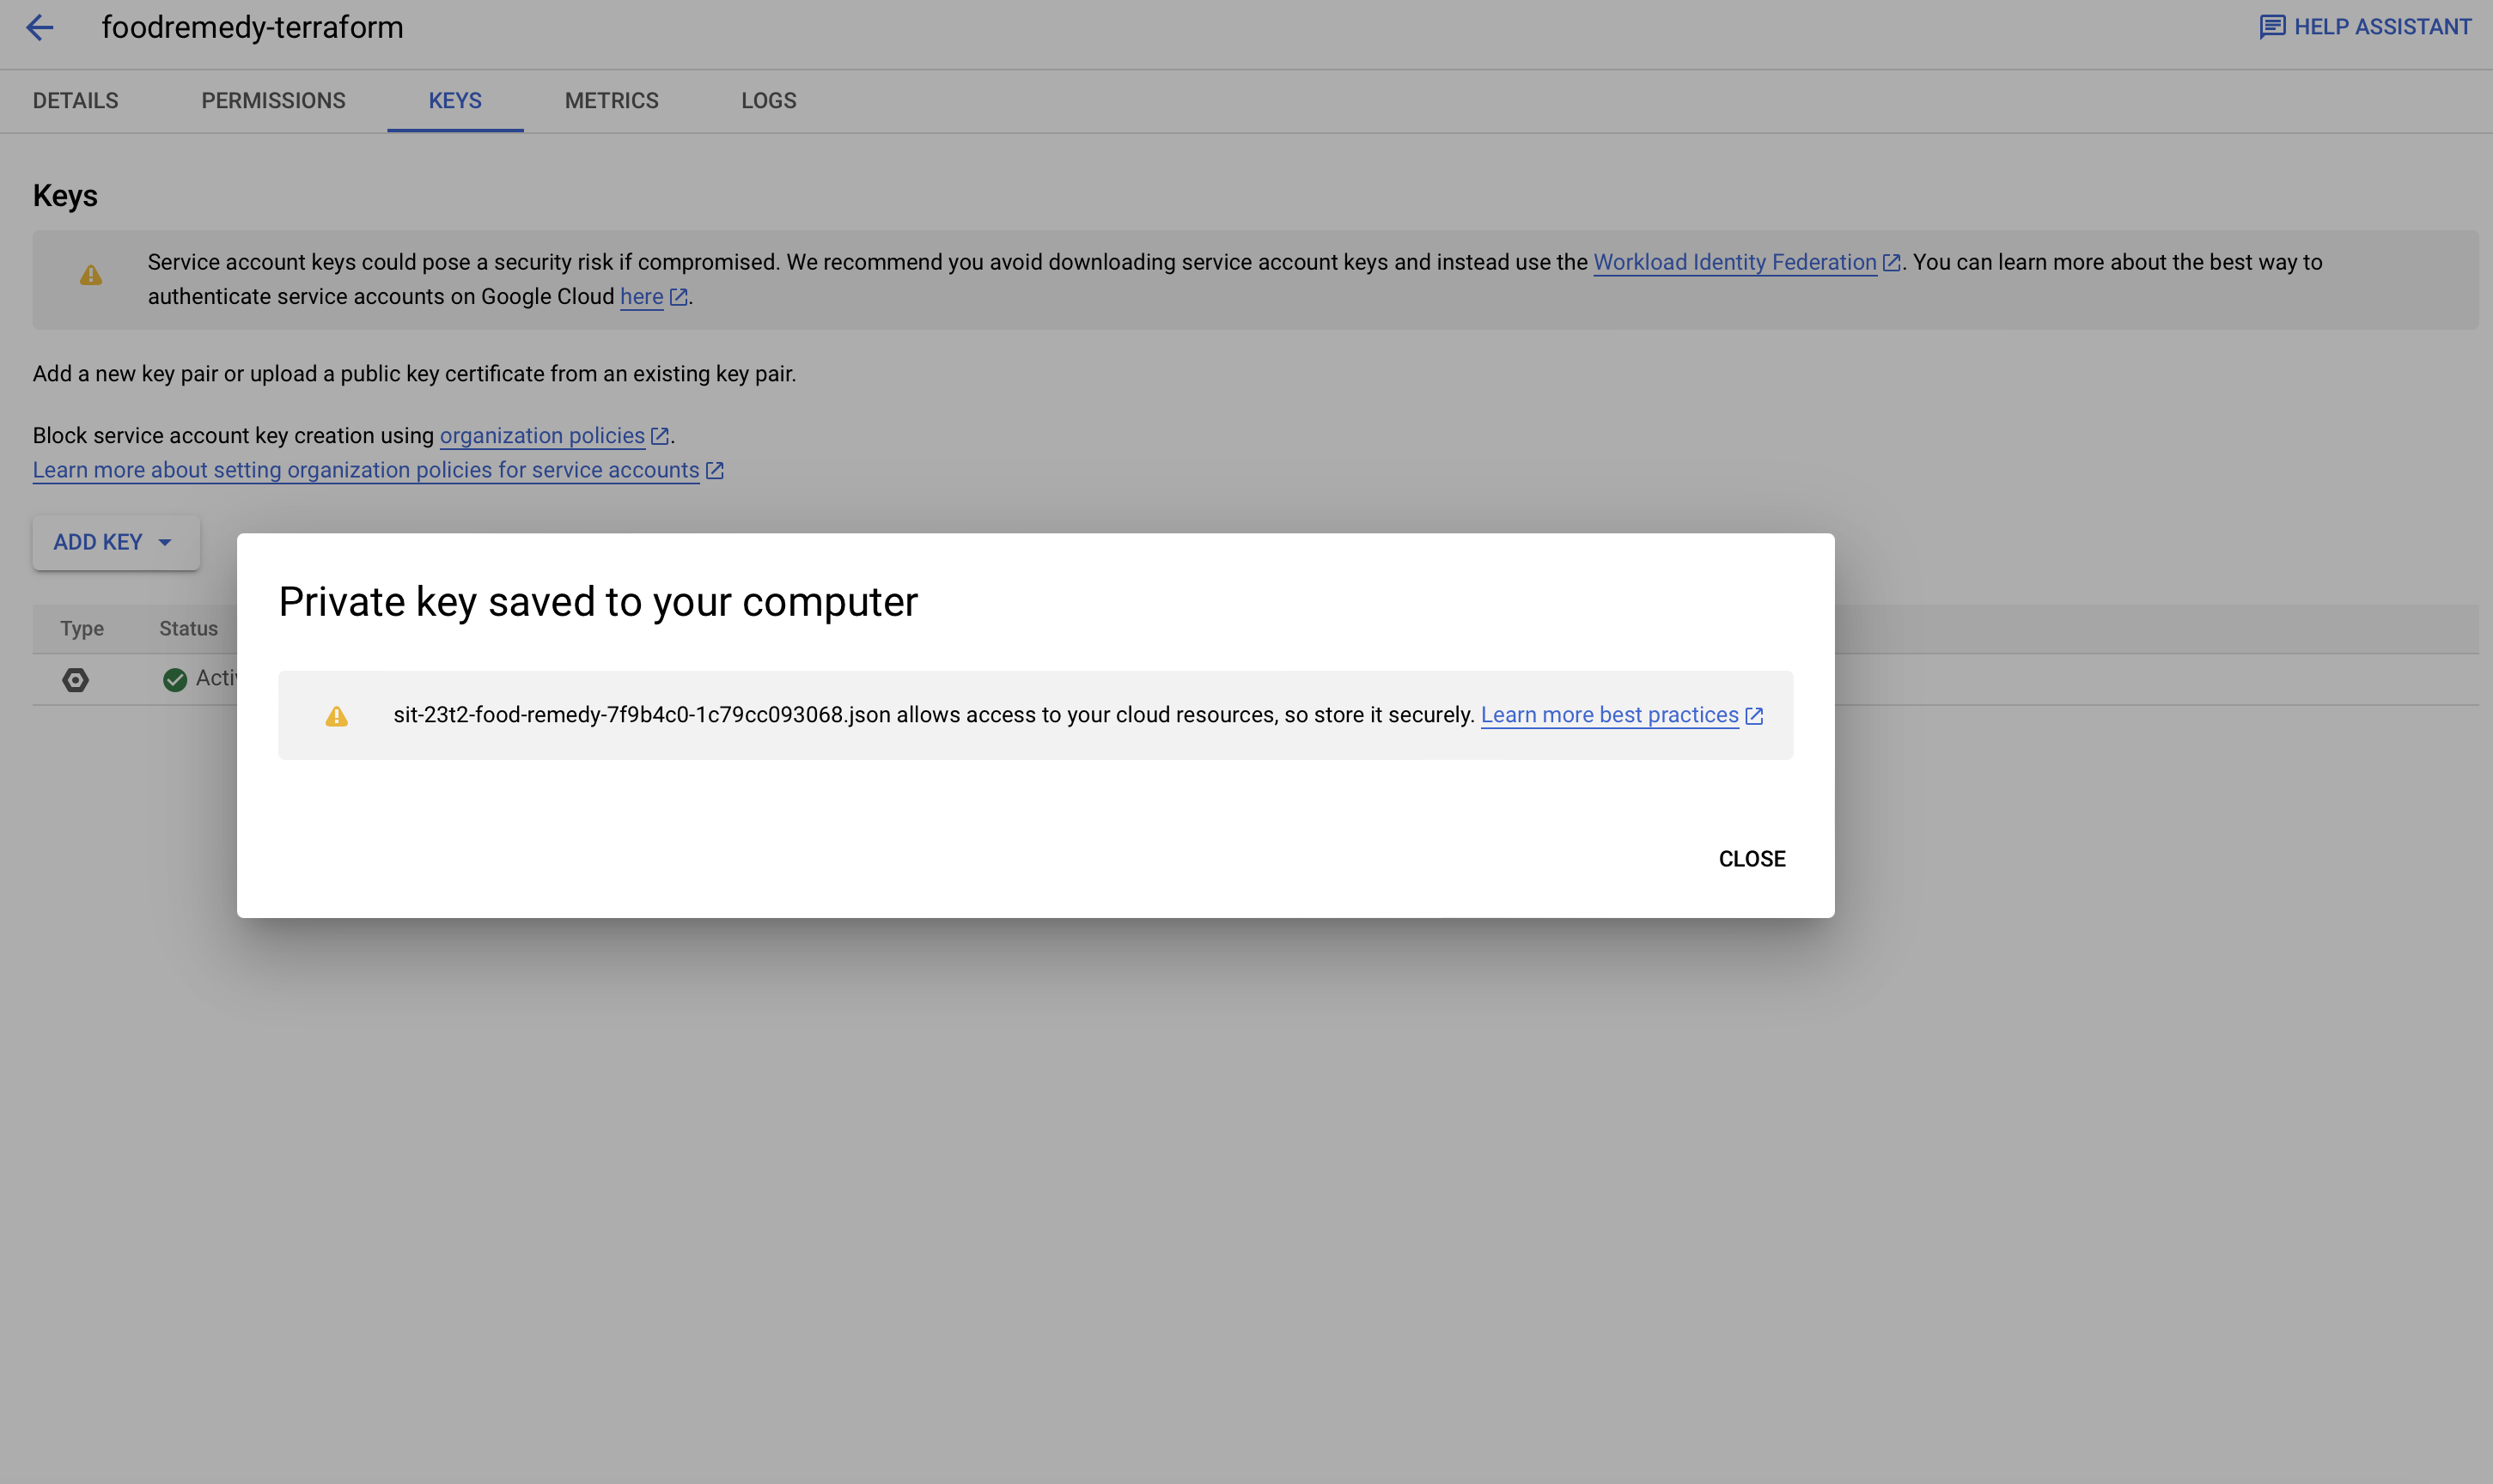 foodremedy-terraform
HELP ASSISTANT
DETAILS PERMISSIONS KEYS METRICS LOGS
Keys
Service account keys could pose a security risk if compromised. We recommend you avoid downloading service account keys and instead use the Workload Identity Federation. You can learn more about the best way to
authenticate service accounts on Google Cloud here.
Add a new key pair or upload a public key certificate from an existing key pair.
Block service account key creation using organization policies.
Learn more about setting organization policies for service accounts
ADD KEY
Type Status
Private key saved to your computer
sit-23t2-food-remedy-7f9b4c0-1c79cc093068.json allows access to your cloud resources, so store it securely. Learn more best practices
CLOSE